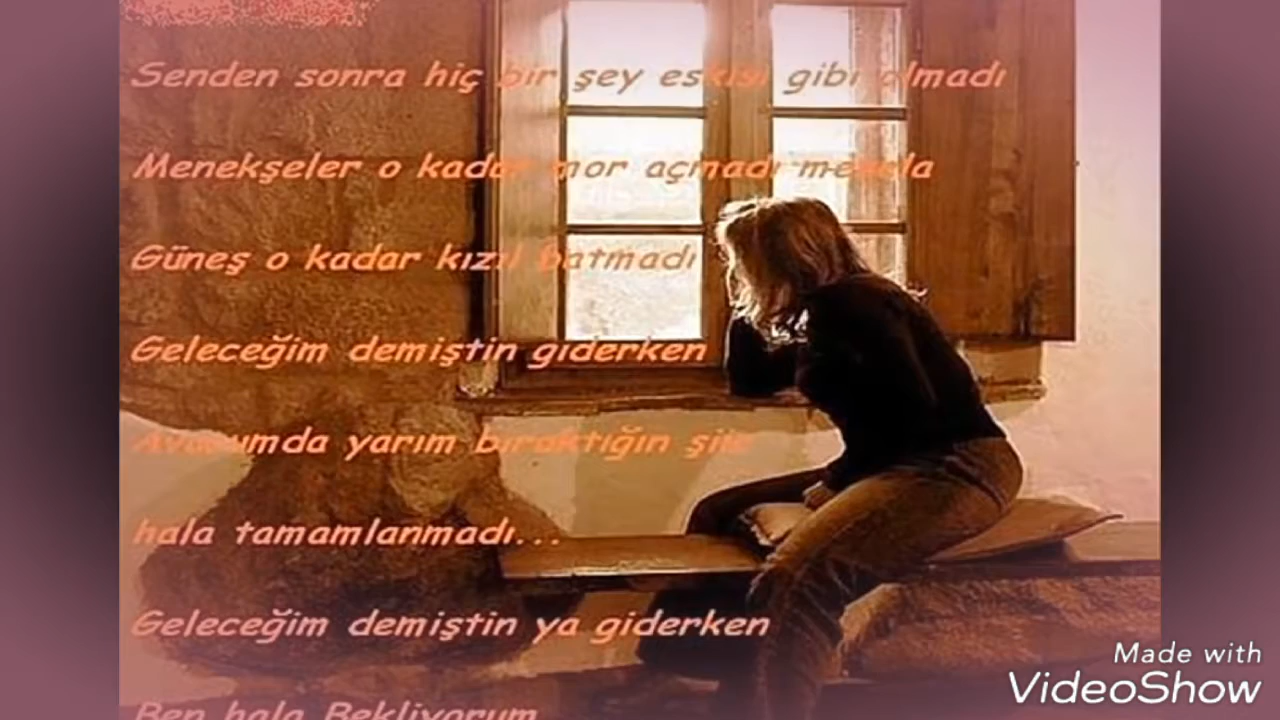 Senden sonra hiç bir şey eskisi gibi olmadı
Menekşeler o kadar mor açmadı mesela
Güneş o kadar kızıl batmadı
Geleceğim demiştin giderken
Avucumda yarım bıraktığın şiir
hala tamamlanmadı...
Geleceğim demiştin ya giderken
Ben hala Bekliyorum
Made with
VideoShow